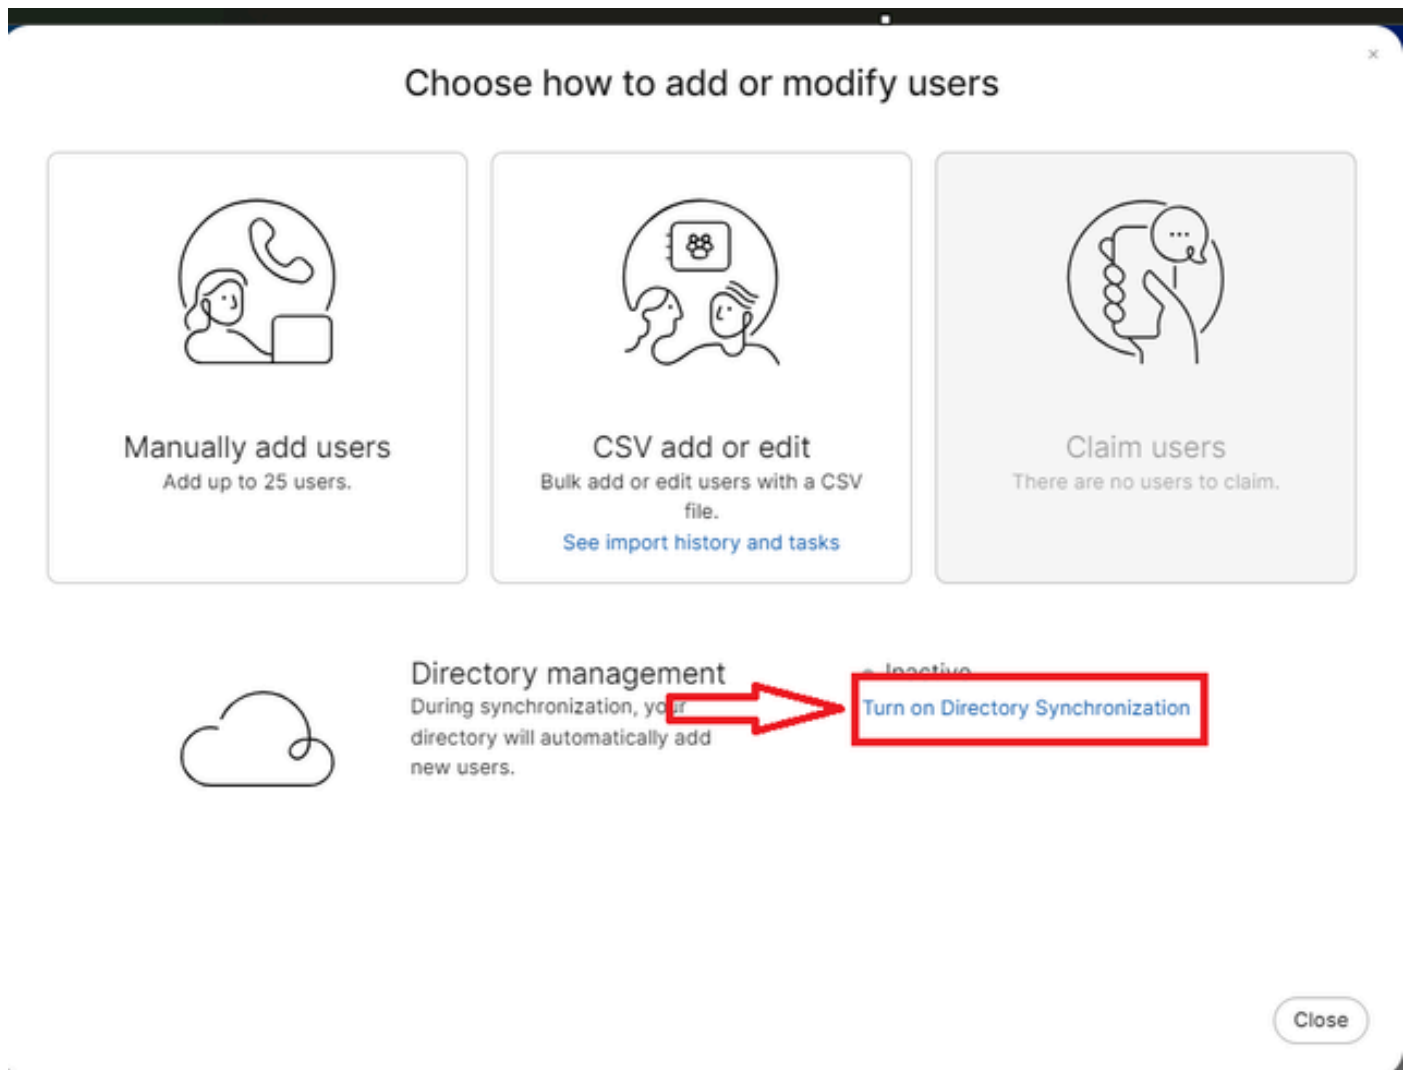 Choose how to add or modify users
Manually add users
Add up to 25 users.
CSV add or edit
Bulk add or edit users with a CSV
file.
See import history and tasks
Claim users
There are no users to claim.
Directory management
During synchronization, your
directory will automatically add
new users.
Inactive
Turn on Directory Synchronization
Close